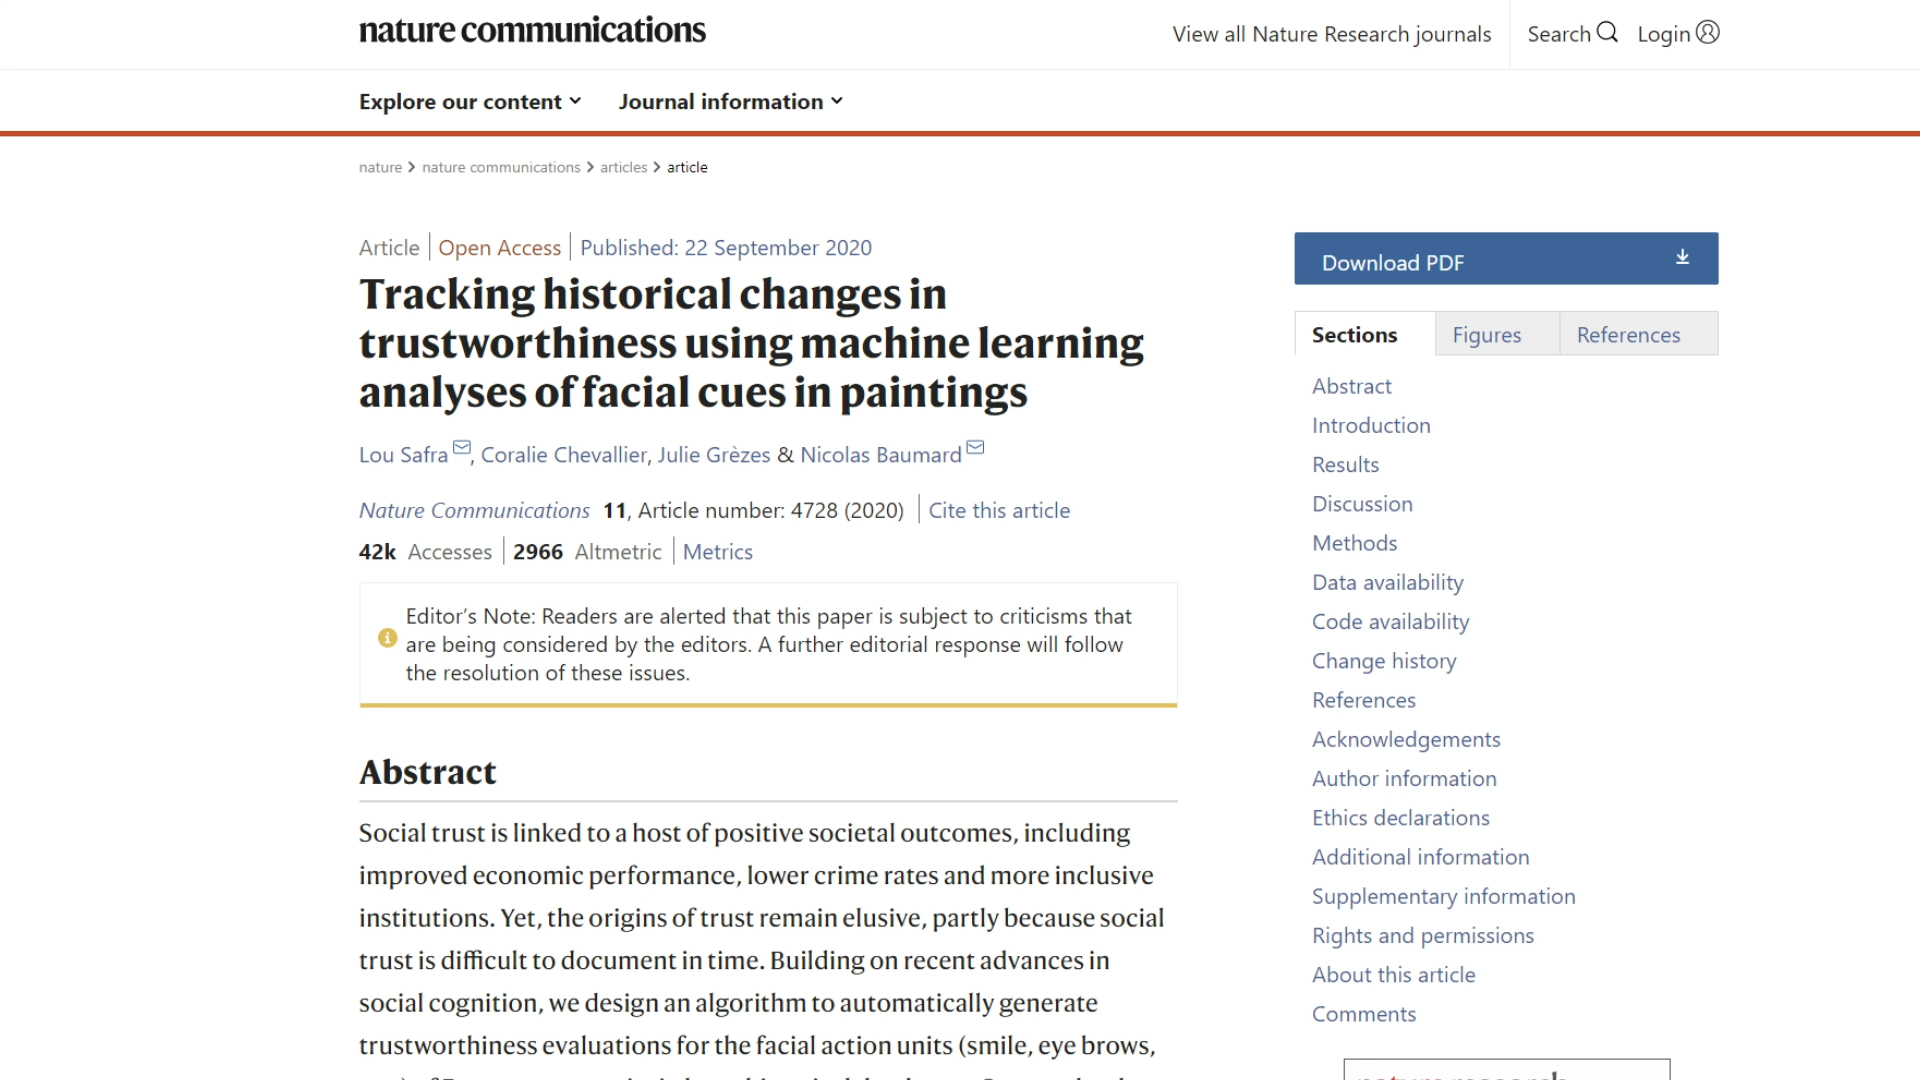 nature communications
View all Nature Research journals
Search
Login
Explore our content
Journal information
nature > nature communications > articles > article
Article | Open Access | Published: 22 September 2020
Tracking historical changes in
trustworthiness using machine learning
analyses of facial cues in paintings
Lou Safra, Coralie Chevallier, Julie Grèzes & Nicolas Baumard
Nature Communications 11, Article number: 4728 (2020) | Cite this article
42k Accesses | 2966 Altmetric | Metrics
Editor's Note: Readers are alerted that this paper is subject to criticisms that
are being considered by the editors. A further editorial response will follow
the resolution of these issues.
Abstract
Social trust is linked to a host of positive societal outcomes, including
improved economic performance, lower crime rates and more inclusive
institutions. Yet, the origins of trust remain elusive, partly because social
trust is difficult to document in time. Building on recent advances in
social cognition, we design an algorithm to automatically generate
trustworthiness evaluations for the facial action units (smile, eye brows,
Download PDF
Sections
Figures
References
Abstract
Introduction
Results
Discussion
Methods
Data availability
Code availability
Change history
References
Acknowledgements
Author information
Ethics declarations
Additional information
Supplementary information
Rights and permissions
About this article
Comments